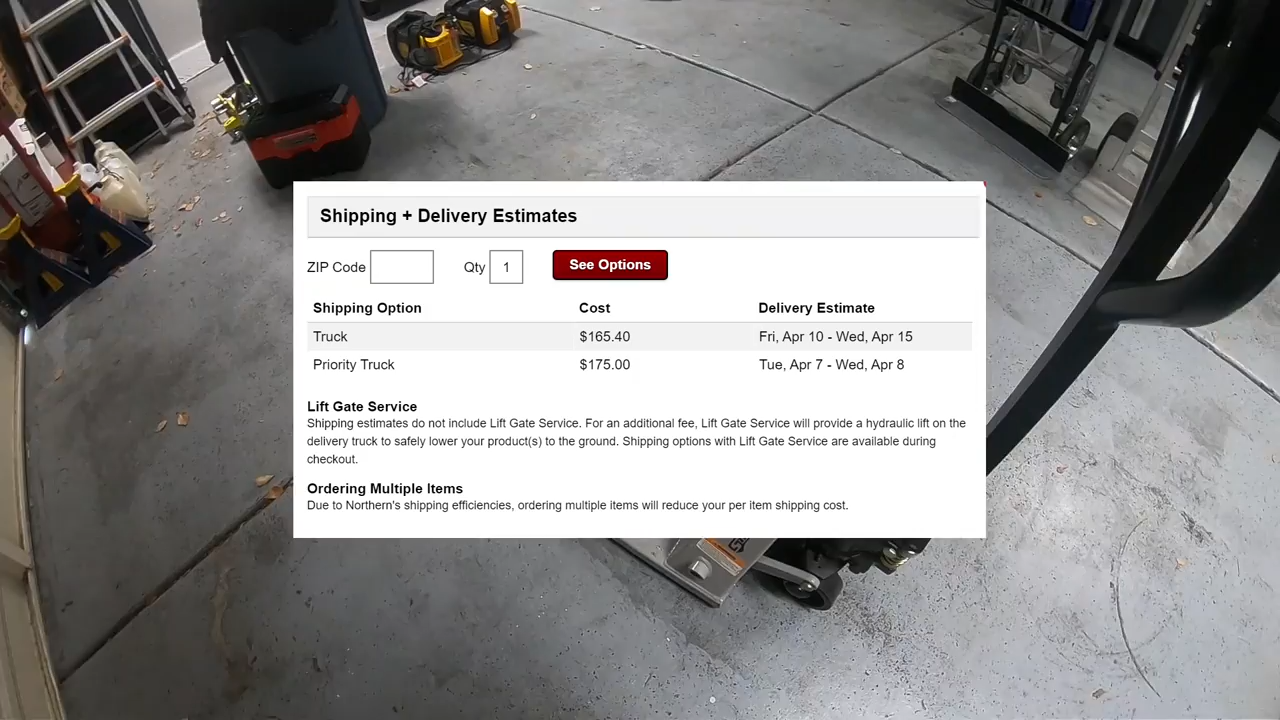 Shipping + Delivery Estimates
ZIP Code Qty 1 See Options
Shipping Option Cost Delivery Estimate
Truck $165.40 Fri, Apr 10 - Wed, Apr 15
Priority Truck $175.00 Tue, Apr 7 - Wed, Apr 8
Lift Gate Service
Shipping estimates do not include Lift Gate Service. For an additional fee, Lift Gate Service will provide a hydraulic lift on the
delivery truck to safely lower your product(s) to the ground. Shipping options with Lift Gate Service are available during
checkout.
Ordering Multiple Items
Due to Northern's shipping efficiencies, ordering multiple items will reduce your per item shipping cost.